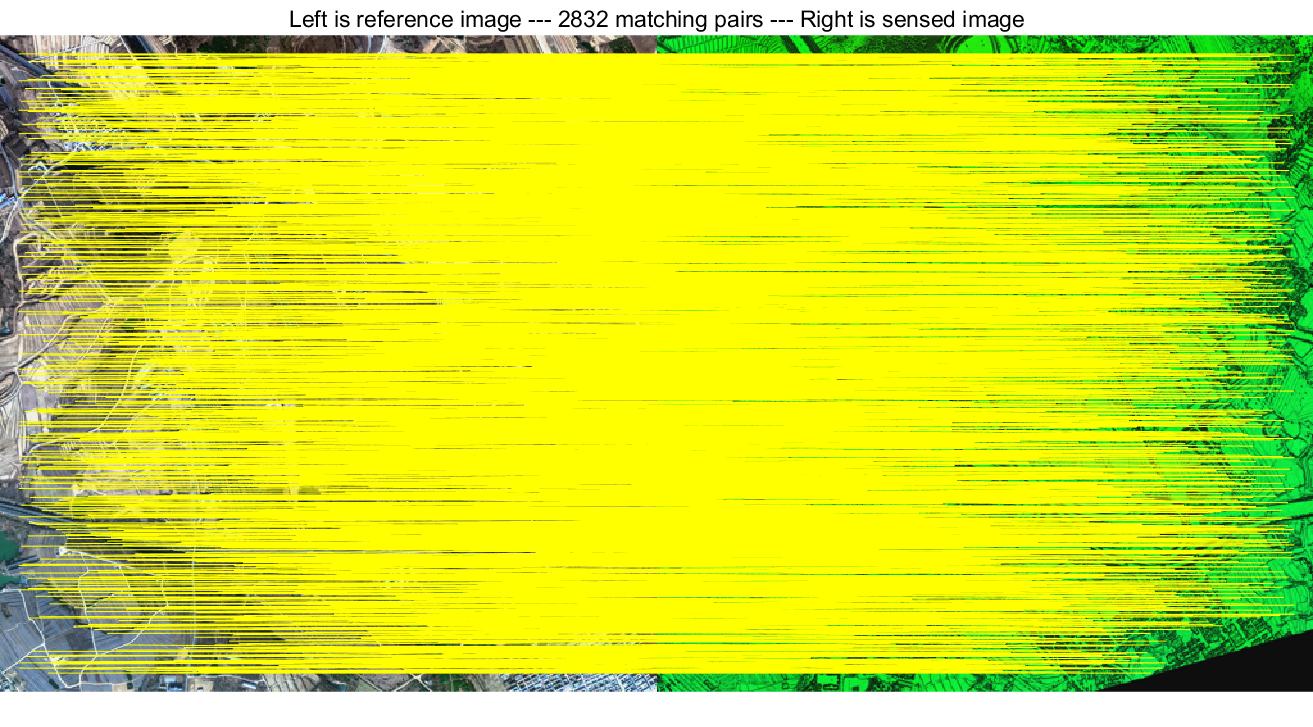 Left is reference image --- 2832 matching pairs --- Right is sensed image